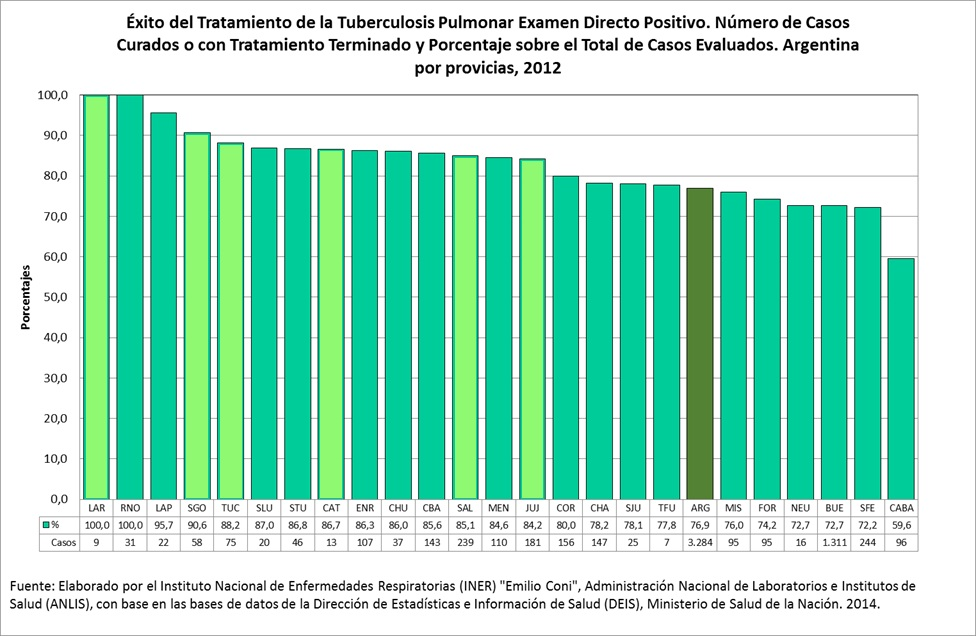 Éxito del Tratamiento de la Tuberculosis Pulmonar Examen Directo Positivo. Número de Casos
Curados o con Tratamiento Terminado y Porcentaje sobre el Total de Casos Evaluados. Argentina
por provicias, 2012
Porcentajes
100,0
90,0
80,0
70,0
60,0
50,0
40,0
30,0
20,0
10,0
0,0
LAR RNO LAP SGO TUC SLU STU CAT ENR CHU CBA SAL MEN JUJ COR CHA SJU TFU ARG MIS FOR NEU BUE SFE CABA
% 100,0 100,0 95,7 90,6 88,2 87,0 86,8 86,7 86,3 86,0 85,6 85,1 84,6 84,2 80,0 78,2 78,1 77,8 76,9 76,0 74,2 72,7 72,7 72,2 59,6
Casos 9 31 22 58 75 20 46 13 107 37 143 239 110 181 156 147 25 7 3.284 95 95 16 1.311 244 96
Fuente: Elaborado por el Instituto Nacional de Enfermedades Respiratorias (INER) "Emilio Coni", Administración Nacional de Laboratorios e Institutos de
Salud (ANLIS), con base en las bases de datos de la Dirección de Estadísticas e Información de Salud (DEIS), Ministerio de Salud de la Nación. 2014.